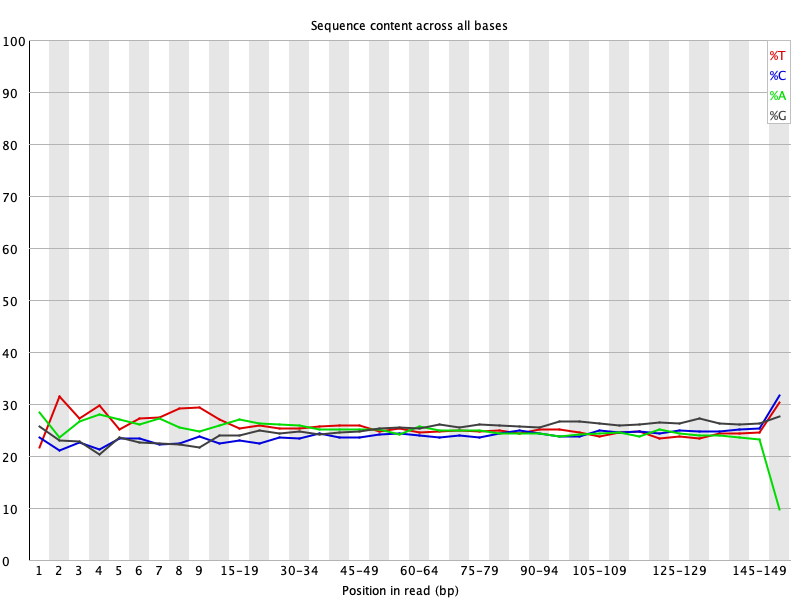 Sequence content across all bases
100
90
80
70
60
50
40
30
20
10
0
%T
%C
%A
%G
1 2 3 4 5 6 7 8 9 15-19 30-34 45-49 60-64 75-79 90-94 105-109 125-129 145-149
Position in read (bp)